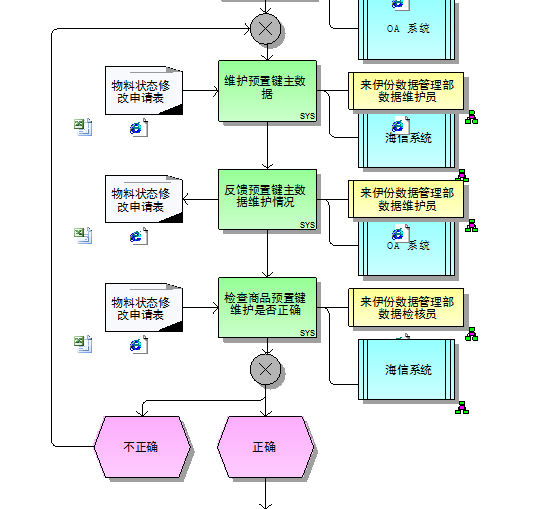 OA 系统
物料状态修
改申请表
维护预置键主数
据
SYS
来伊份数据管理部
数据维护员
海信系统
物料状态修
改申请表
反馈预置键主数
据维护情况
SYS
来伊份数据管理部
数据维护员
OA 系统
物料状态修
改申请表
检查商品预置键
维护是否正确
SYS
来伊份数据管理部
数据检核员
海信系统
不正确
正确